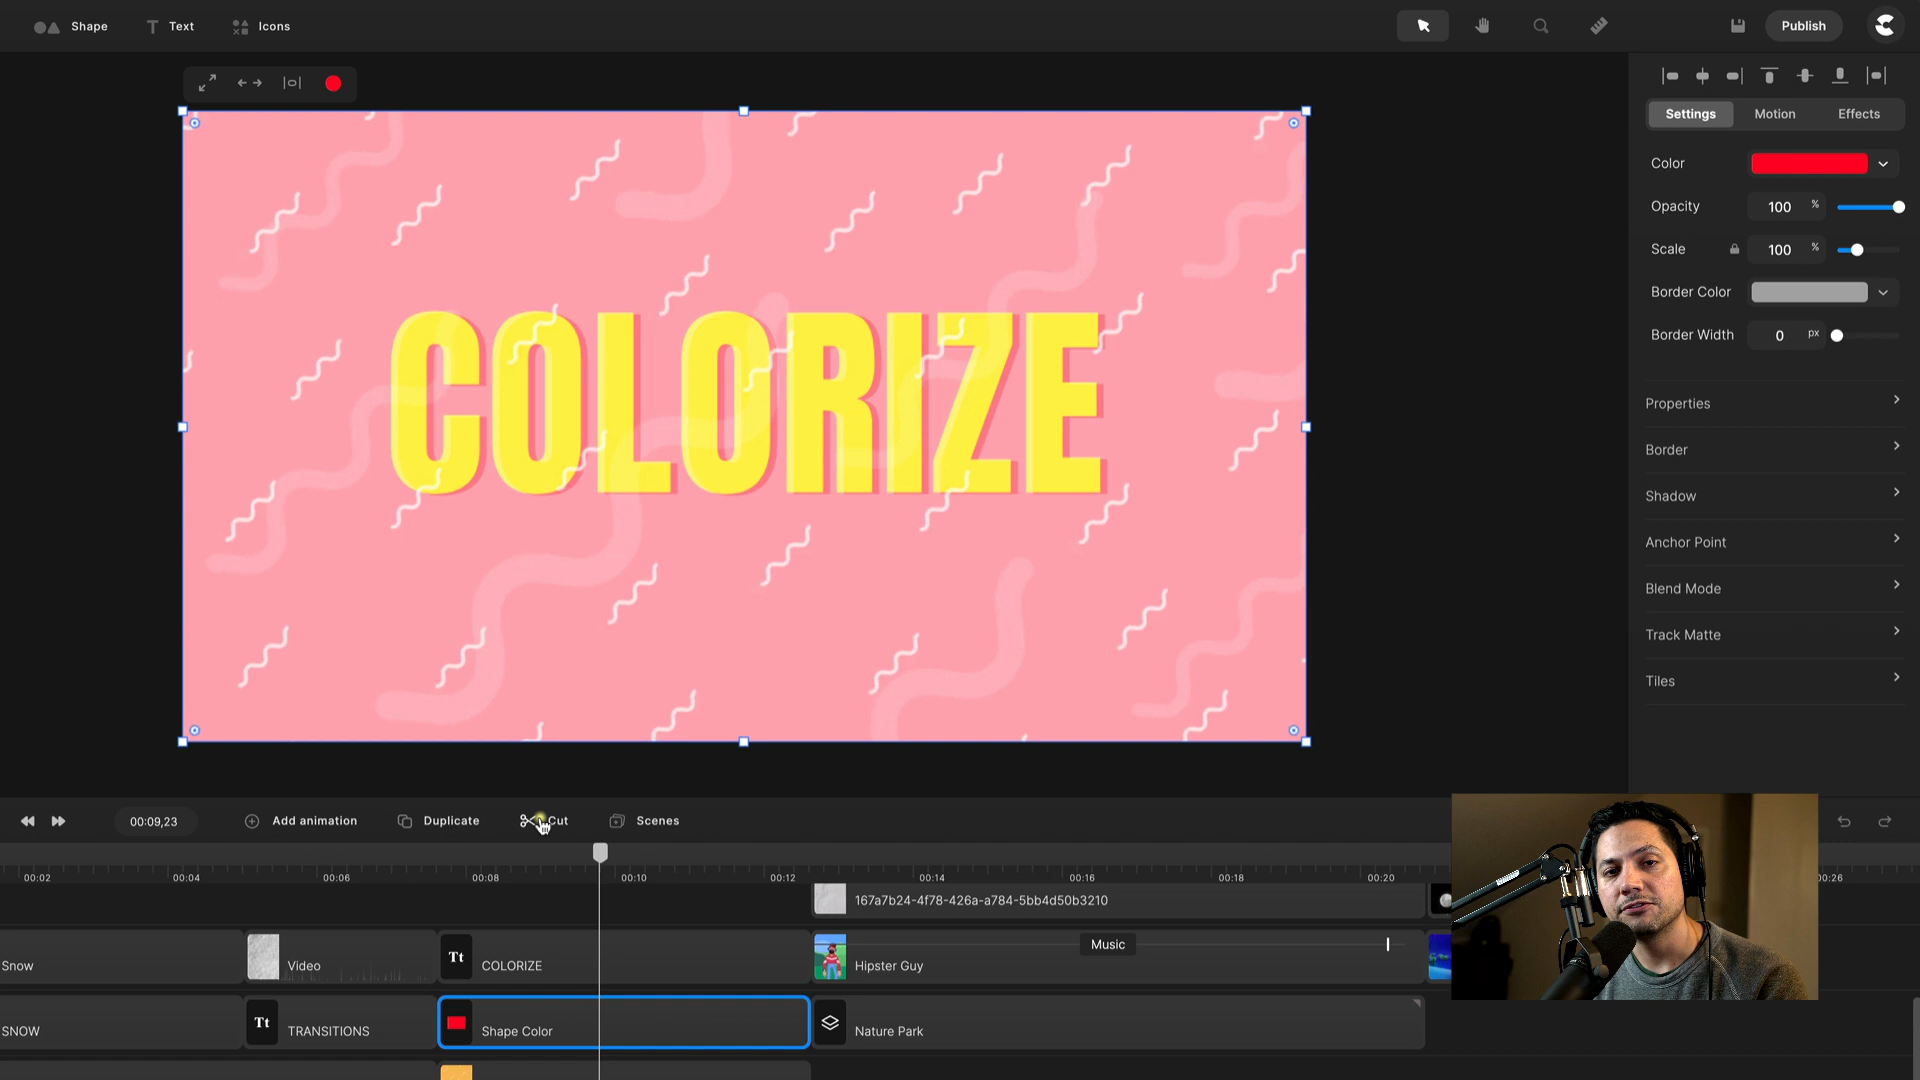 Shape
Text
Icons
Publish
Settings
Motion
Effects
Color
Opacity
100
%
Scale
100
%
Border Color
Border Width
0
px
Properties
Border
Shadow
Anchor Point
Blend Mode
Track Matte
Tiles
COLORIZE
00:09,23
Add animation
Duplicate
Cut
Scenes
00:02
00:04
00:06
00:08
00:10
00:12
00:14
00:16
00:18
00:20
00:26
167a7b24-4f78-426a-a784-5bb4d50b3210
Music
Snow
Video
Tt
COLORIZE
Hipster Guy
SNOW
Tt
TRANSITIONS
Shape Color
Nature Park